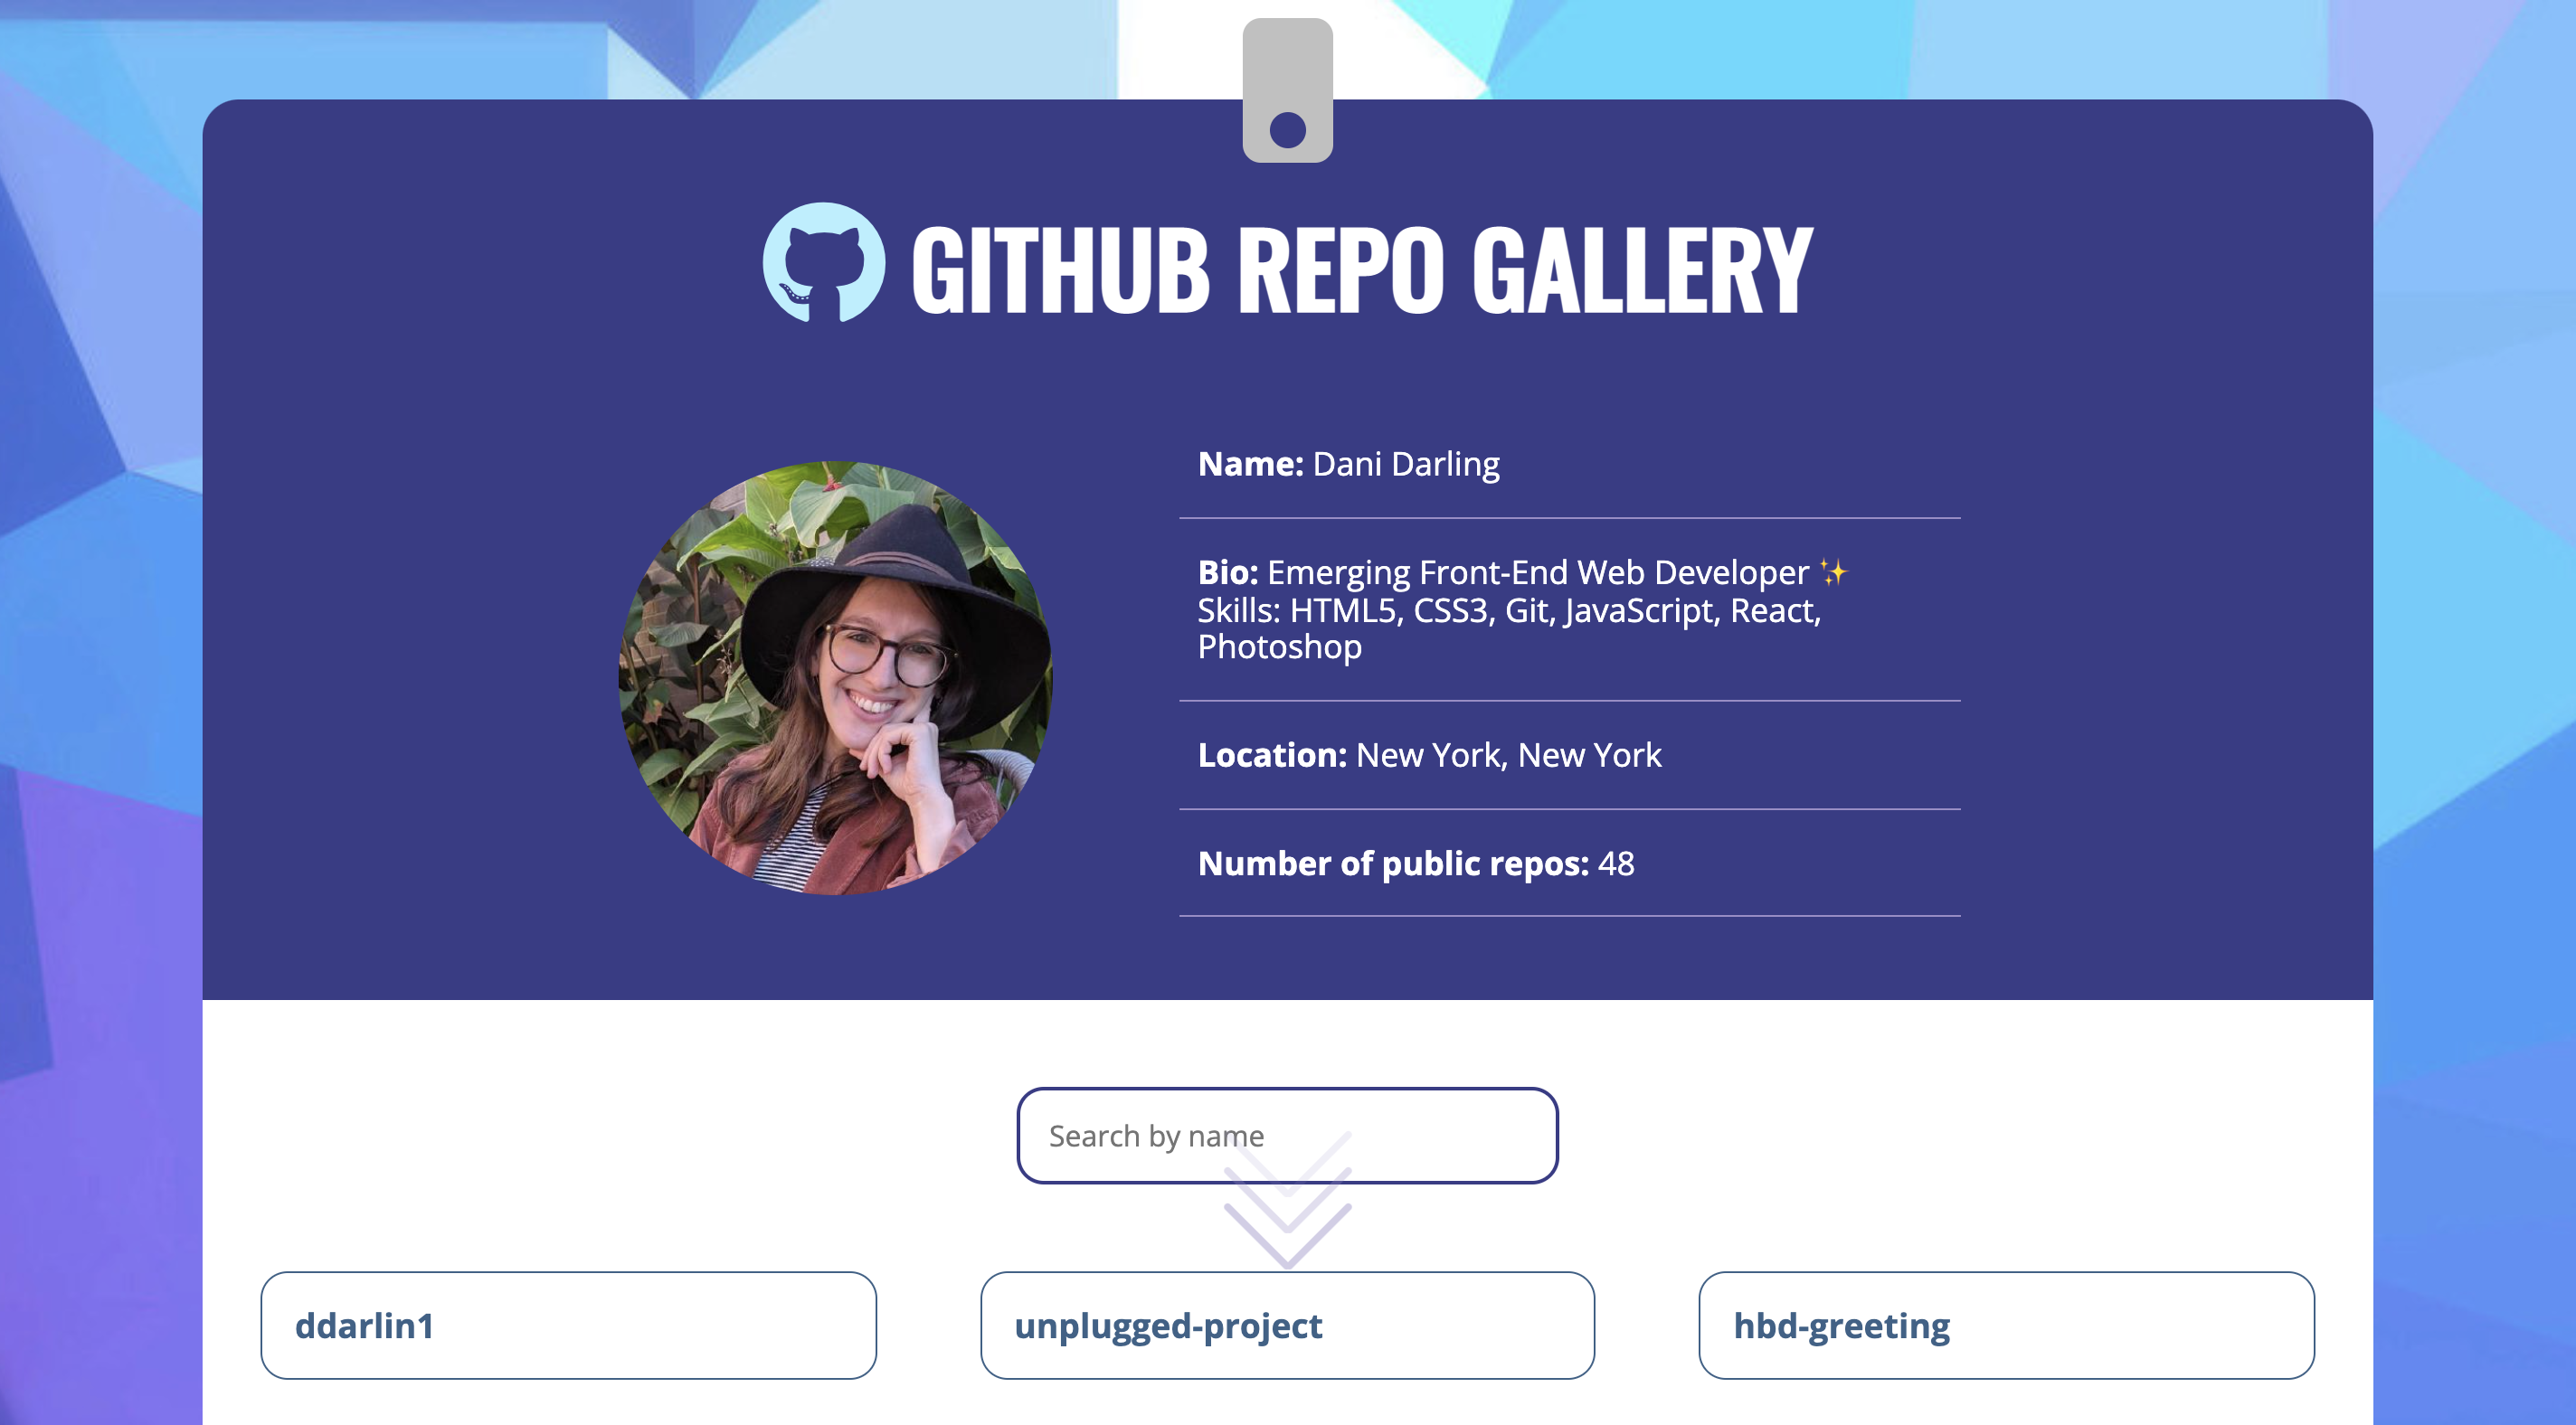 GITHUB REPO GALLERY
Name: Dani Darling
Bio: Emerging Front-End Web Developer ✨
Skills: HTML5, CSS3, Git, JavaScript, React,
Photoshop
Location: New York, New York
Number of public repos: 48
Search by name
ddarlin1
unplugged-project
hbd-greeting